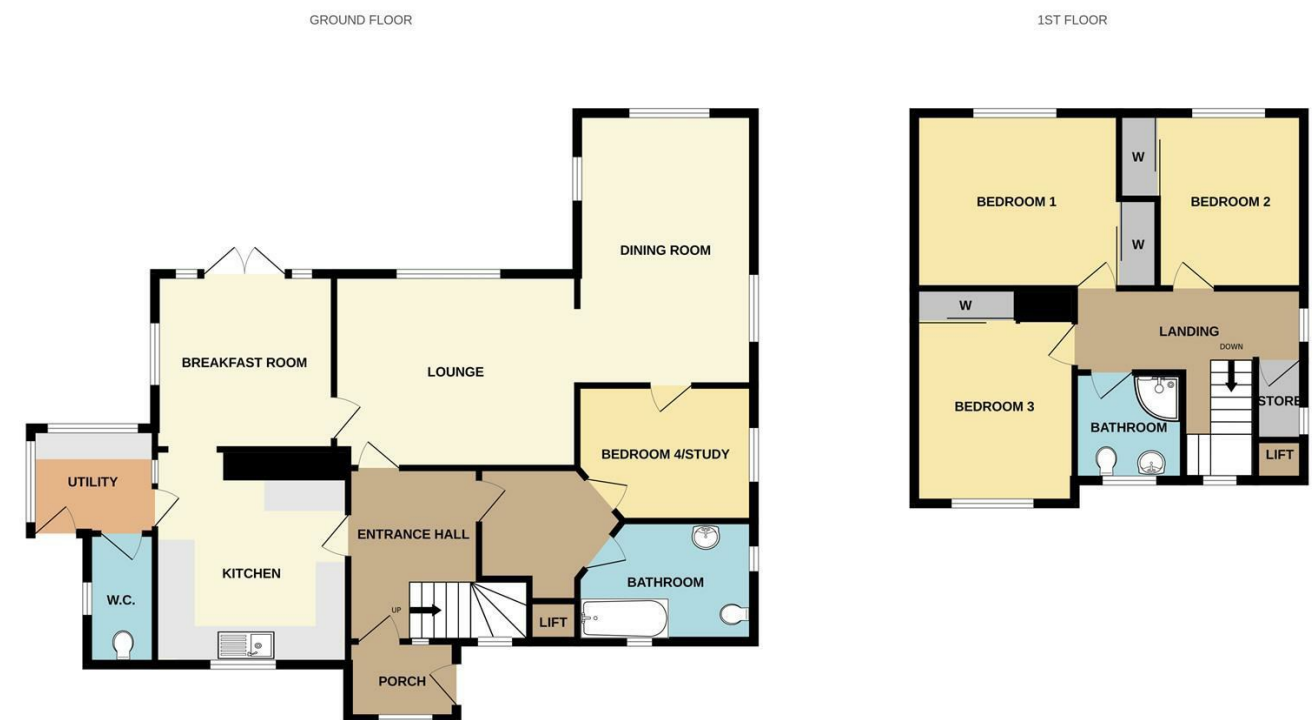 GROUND FLOOR
DINING ROOM
BREAKFAST ROOM
LOUNGE
BEDROOM 4/STUDY
UTILITY
ENTRANCE HALL
KITCHEN
BATHROOM
W.C.
UP
LIFT
PORCH
1ST FLOOR
W
BEDROOM 1
BEDROOM 2
W
W
LANDING
DOWN
BEDROOM 3
STORE
BATHROOM
LIFT